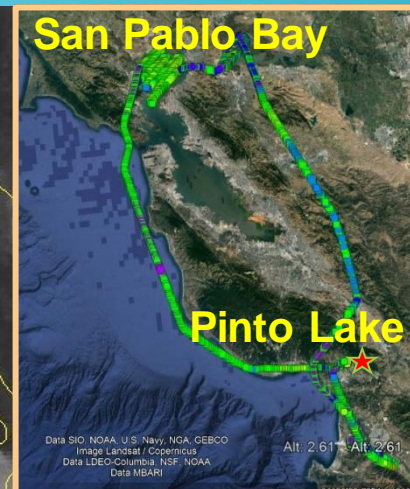 San Pablo Bay
Pinto Lake
Data SIO, NOAA, U.S. Navy, NGA, GEBCO
Image Landsat / Copernicus
Data LDEO-Columbia, NSF, NOAA
Data MBARI
Alt: 2.61 Alt: 2.61